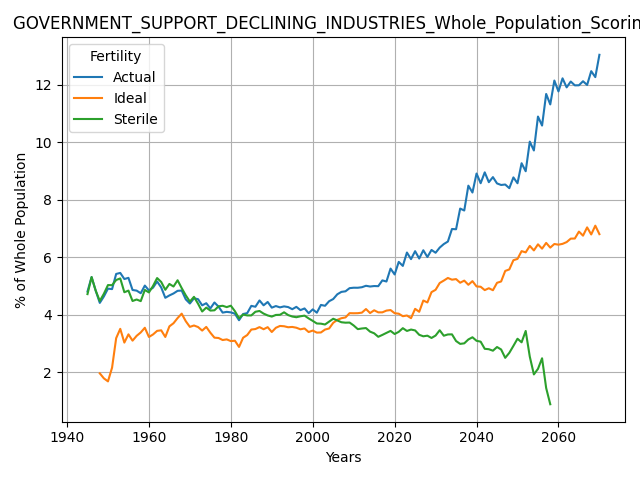 GOVERNMENT_SUPPORT_DECLINING_INDUSTRIES_Whole_Population_Scorin
Fertility
Actual
Ideal
Sterile
12
10
8
6
4
2
% of Whole Population
1940 1960 1980 2000 2020 2040 2060
Years